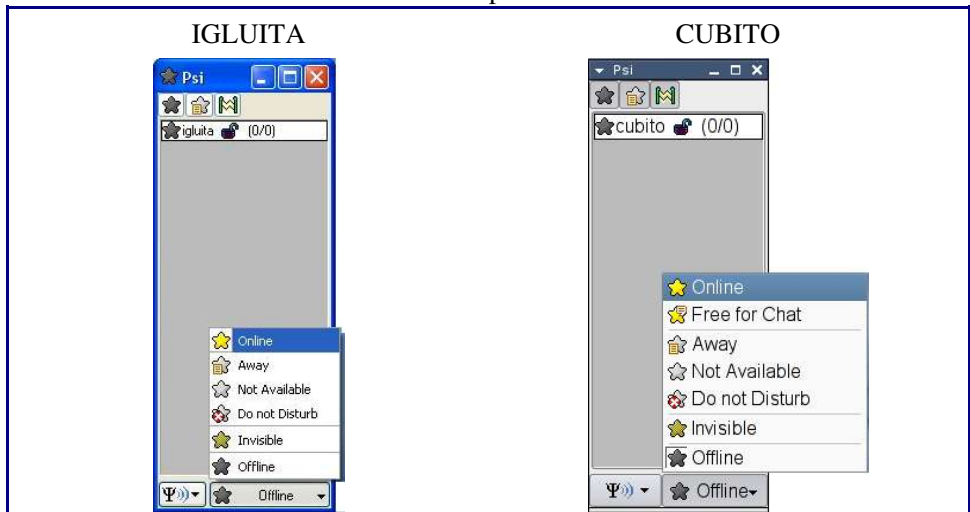 IGLUITA
Psi
igluita (0/0)
Online
Away
Not Available
Do not Disturb
Invisible
Offline
Ψ
Offline
CUBITO
Psi
cubito (0/0)
Online
Free for Chat
Away
Not Available
Do not Disturb
Invisible
Offline
Ψ
Offline